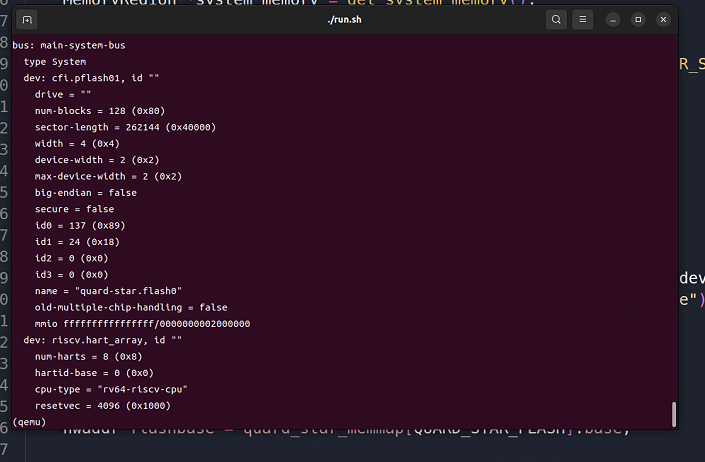 MemoryRegion *system_memory = get_system_memory();
./run.sh
bus: main-system-bus
type System
dev: cfi.pflash01, id ""
drive = ""
num-blocks = 128 (0x80)
sector-length = 262144 (0x40000)
width = 4 (0x4)
device-width = 2 (0x2)
max-device-width = 2 (0x2)
big-endian = false
secure = false
id0 = 137 (0x89)
id1 = 24 (0x18)
id2 = 0 (0x0)
id3 = 0 (0x0)
name = "quard-star.flash0"
old-multiple-chip-handling = false
mmio ffffffffffffffff/0000000002000000
dev: riscv.hart_array, id ""
num-harts = 8 (0x8)
hartid-base = 0 (0x0)
cpu-type = "rv64-riscv-cpu"
resetvec = 4096 (0x1000)
(qemu)
R_S
dev
e")
hwaddr flashbase = quard_star_memmap[QUARD_STAR_FLASH].base;